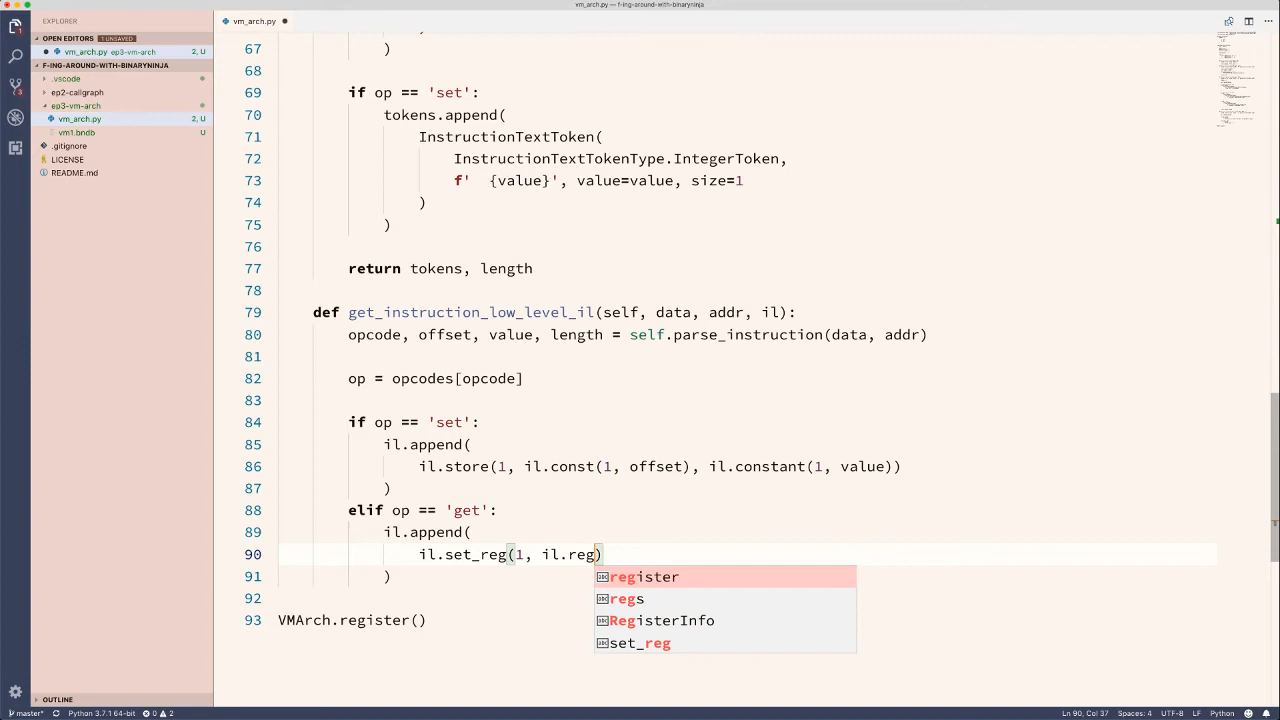 vm_arch.py — f-ing-around-with-binaryninja
EXPLORER
OPEN EDITORS 1 UNSAVED
vm_arch.py ep3-vm-arch 2, U
F-ING-AROUND-WITH-BINARYNINJA
.vscode
ep2-callgraph
ep3-vm-arch
vm_arch.py 2, U
vm1.bndb U
.gitignore
LICENSE
README.md
OUTLINE
vm_arch.py
67 )
68
69 if op == 'set':
70 tokens.append(
71 InstructionTextToken(
72 InstructionTextTokenType.IntegerToken,
73 f' {value}', value=value, size=1
74 )
75 )
76
77 return tokens, length
78
79 def get_instruction_low_level_il(self, data, addr, il):
80 opcode, offset, value, length = self.parse_instruction(data, addr)
81
82 op = opcodes[opcode]
83
84 if op == 'set':
85 il.append(
86 il.store(1, il.const(1, offset), il.constant(1, value))
87 )
88 elif op == 'get':
89 il.append(
90 il.set_reg(1, il.reg)
91 )
92
93 VMArch.register()
register
regs
RegisterInfo
set_reg
master* Python 3.7.1 64-bit 0 2 Ln 90, Col 37 Spaces: 4 UTF-8 LF Python